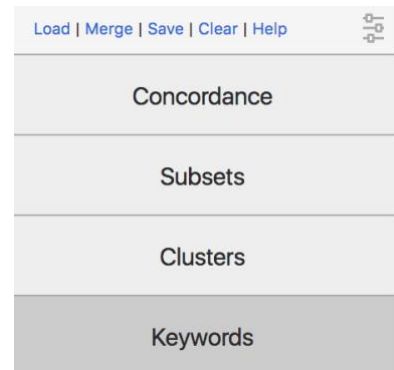 Load | Merge | Save | Clear | Help
Concordance
Subsets
Clusters
Keywords